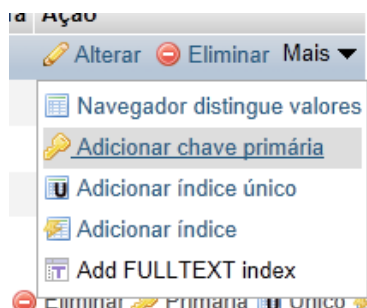 ra Ação
Alterar Eliminar Mais
Navegador distingue valores
Adicionar chave primária
Adicionar índice único
Adicionar índice
Add FULLTEXT index
Eliminar Primária Único